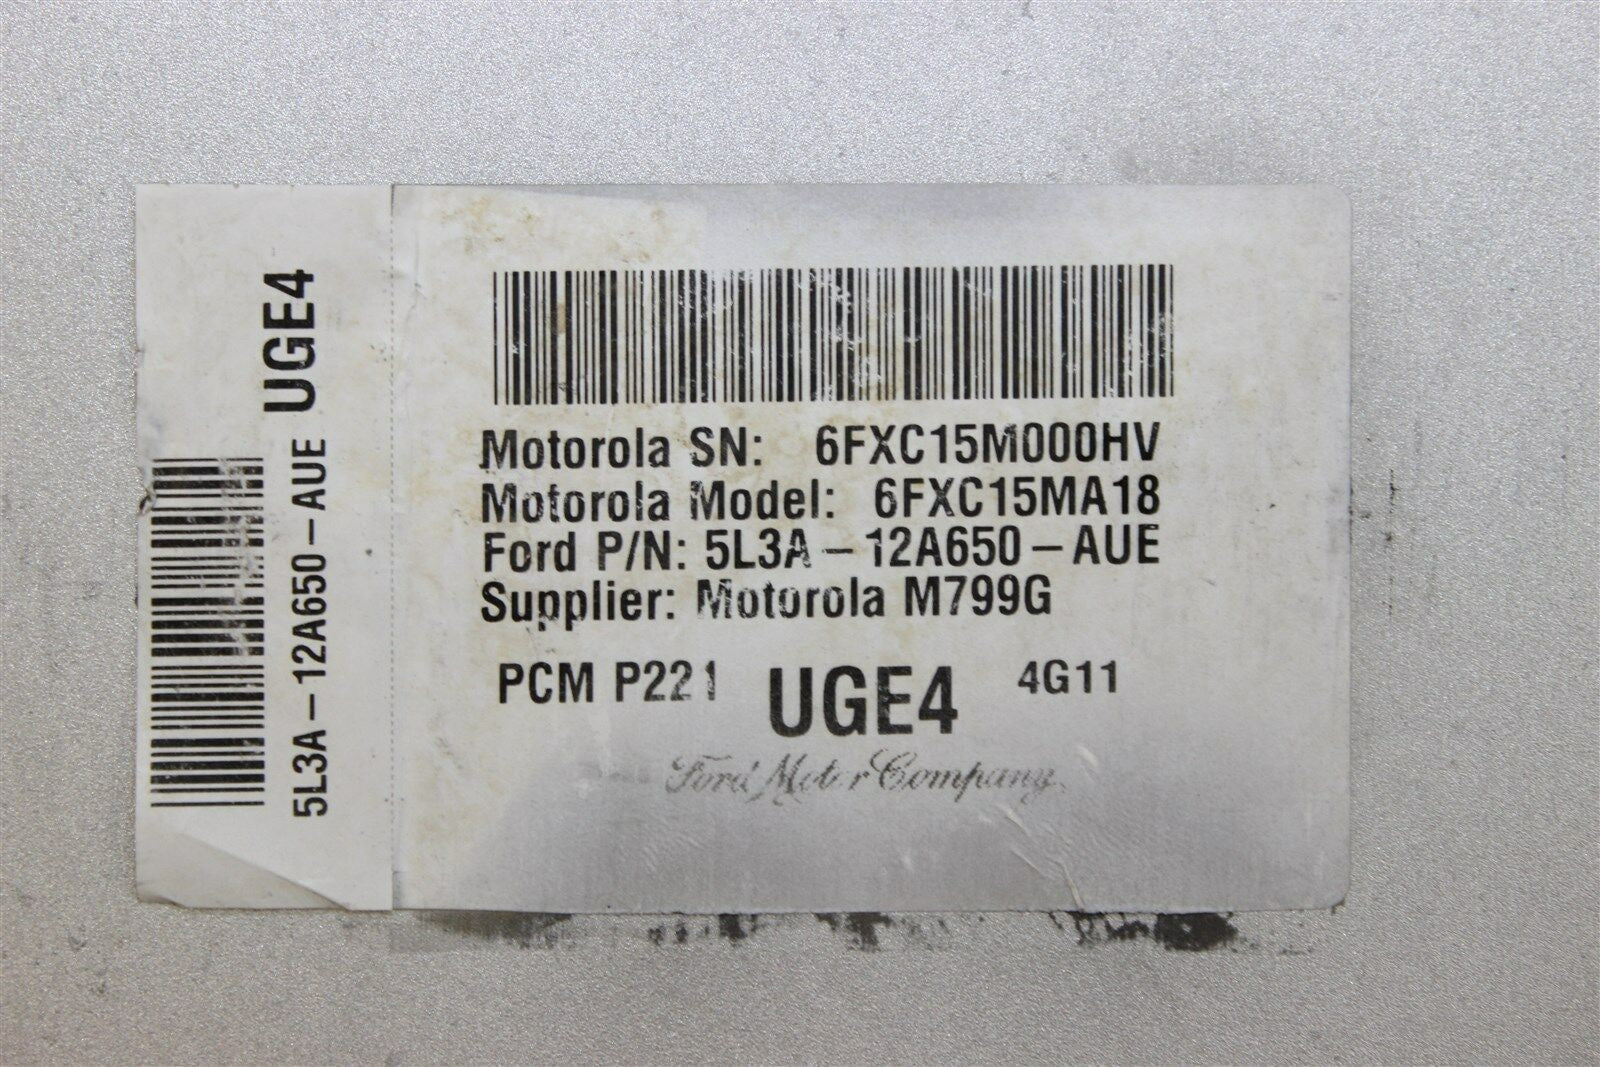 5L3A-12A650-AUE UGE4
Motorola SN: 6FXC15M000HV
Motorola Model: 6FXC15MA18
Ford P/N: 5L3A-12A650-AUE
Supplier: Motorola M799G
PCM P221 UGE4 4G11
Ford Motor Company